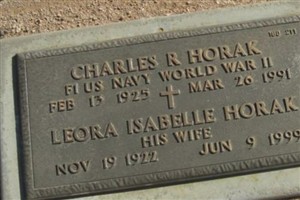 CHARLES R HORAK
F1 US NAVY WORLD WAR II
FEB 13 1925 MAR 26 1991
LEORA ISABELLE HORAK
HIS WIFE
NOV 19 1922 JUN 9 1999